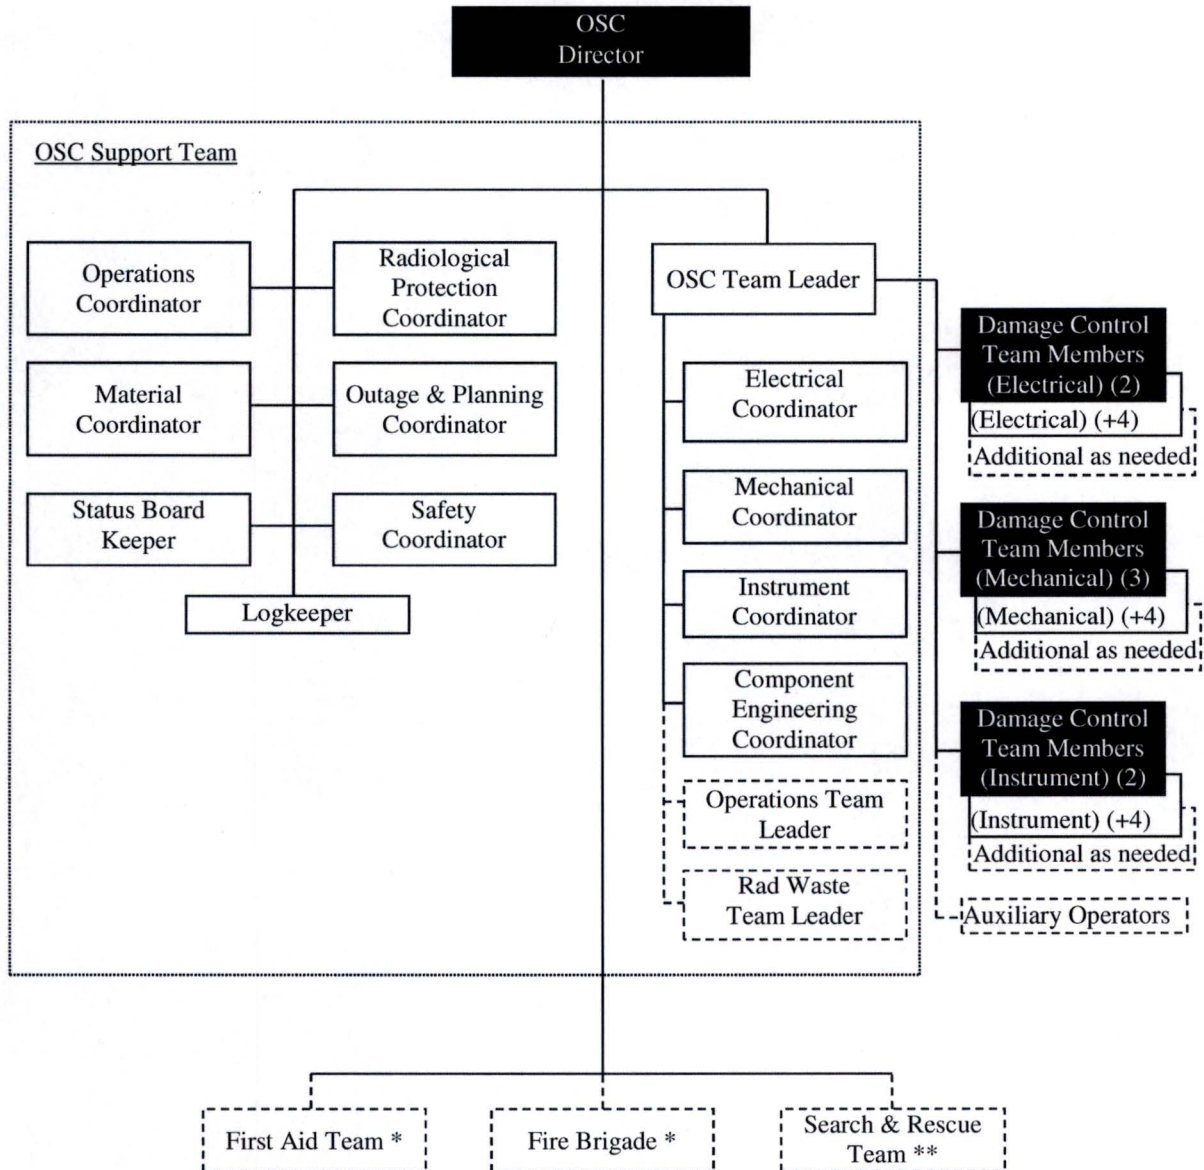 OSC
Director
OSC Support Team
Operations
Coordinator
Radiological
Protection
Coordinator
OSC Team Leader
Material
Coordinator
Outage & Planning
Coordinator
Status Board
Keeper
Safety
Coordinator
Logkeeper
Electrical
Coordinator
Mechanical
Coordinator
Instrument
Coordinator
Component
Engineering
Coordinator
Operations Team
Leader
Rad Waste
Team Leader
Damage Control
Team Members
(Electrical) (2)
(Electrical) (+4)
Additional as needed
Damage Control
Team Members
(Mechanical) (3)
(Mechanical) (+4)
Additional as needed
Damage Control
Team Members
(Instrument) (2)
(Instrument) (+4)
Additional as needed
Auxiliary Operators
First Aid Team *
Fire Brigade *
Search & Rescue
Team **